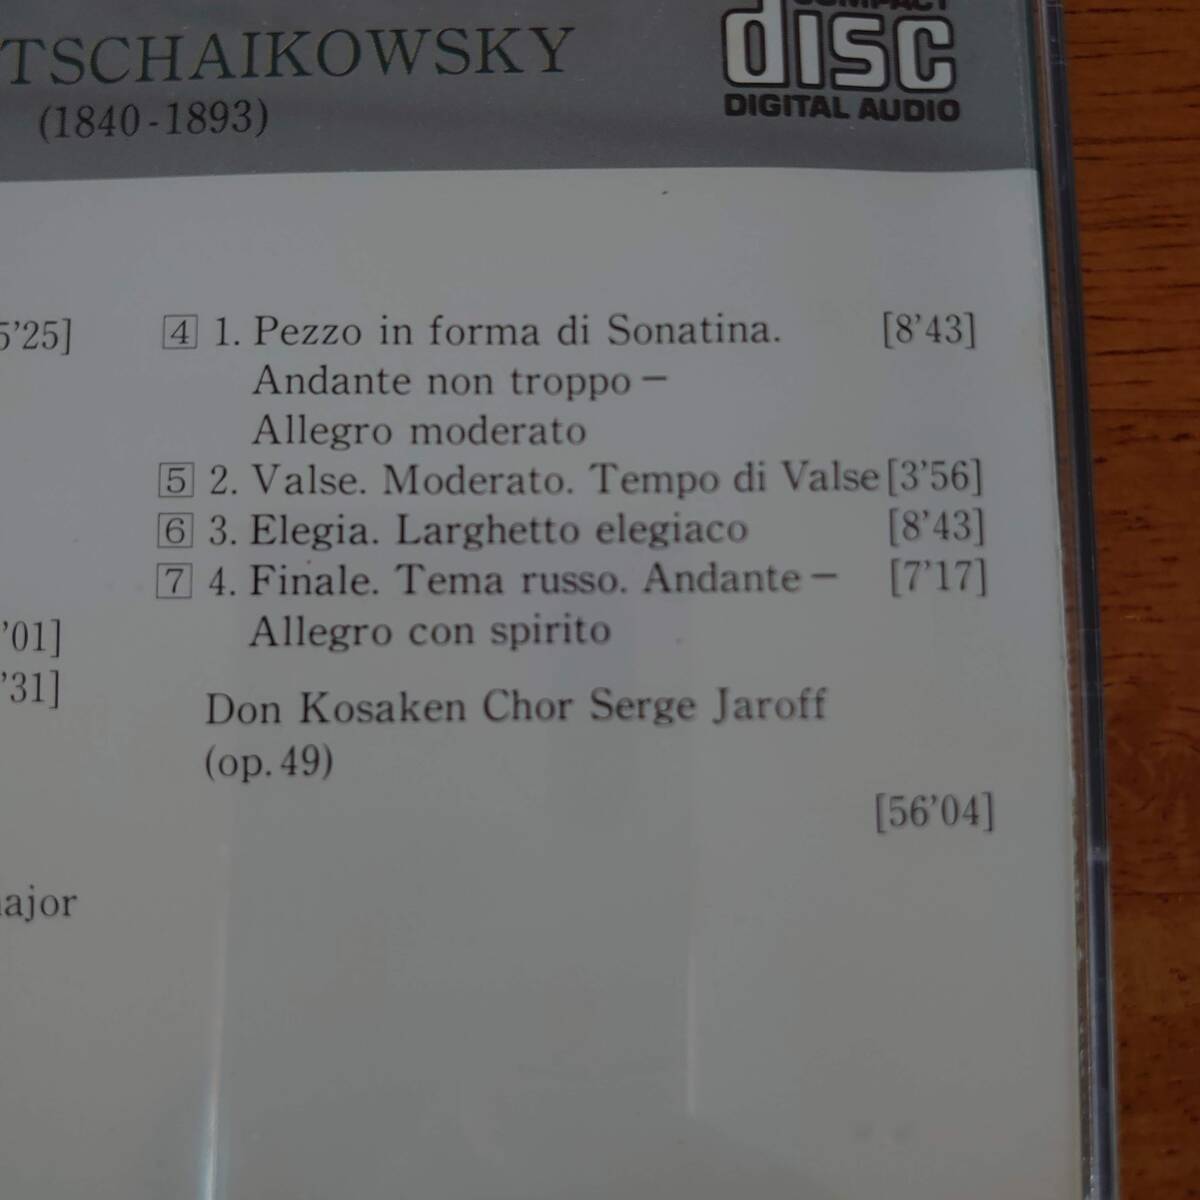 TSCHAIKOWSKY
(1840-1893)
COMPACT
disc
DIGITAL AUDIO
5'25]
'01]
'31]
major
4 1. Pezzo in forma di Sonatina. [8'43]
Andante non troppo –
Allegro moderato
5 2. Valse. Moderato. Tempo di Valse [3'56]
6 3. Elegia. Larghetto elegiaco [8'43]
7 4. Finale. Tema russo. Andante – [7'17]
Allegro con spirito
Don Kosaken Chor Serge Jaroff
(op. 49)
[56'04]